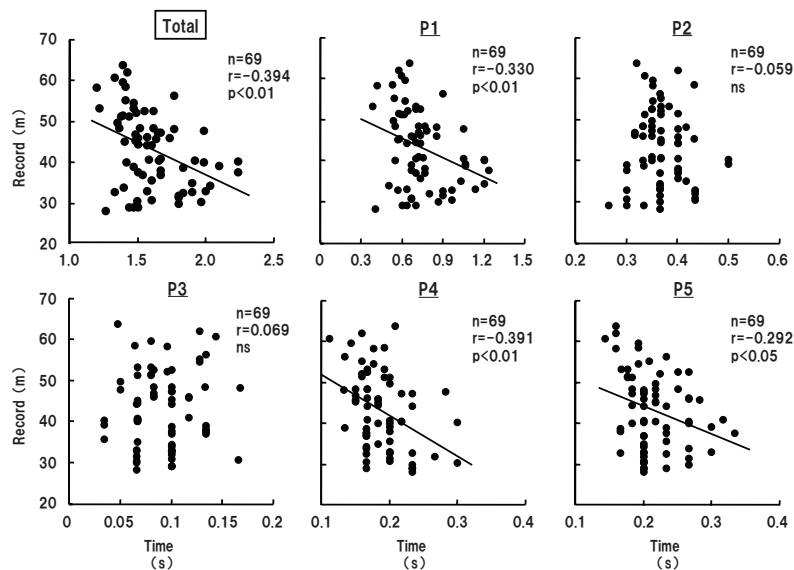 Total
P1
P2
n=69
r=-0.394
p<0.01
n=69
r=-0.330
p<0.01
n=69
r=-0.059
ns
Record (m)
70
60
50
40
30
20
1.0 1.5 2.0 2.5
0 0.3 0.6 0.9 1.2 1.5
0.2 0.3 0.4 0.5 0.6
P3
P4
P5
n=69
r=0.069
ns
n=69
r=-0.391
p<0.01
n=69
r=-0.292
p<0.05
Record (m)
70
60
50
40
30
20
0 0.05 0.1 0.15 0.2
0.1 0.2 0.3 0.4
0.1 0.2 0.3 0.4
Time
(s)
Time
(s)
Time
(s)